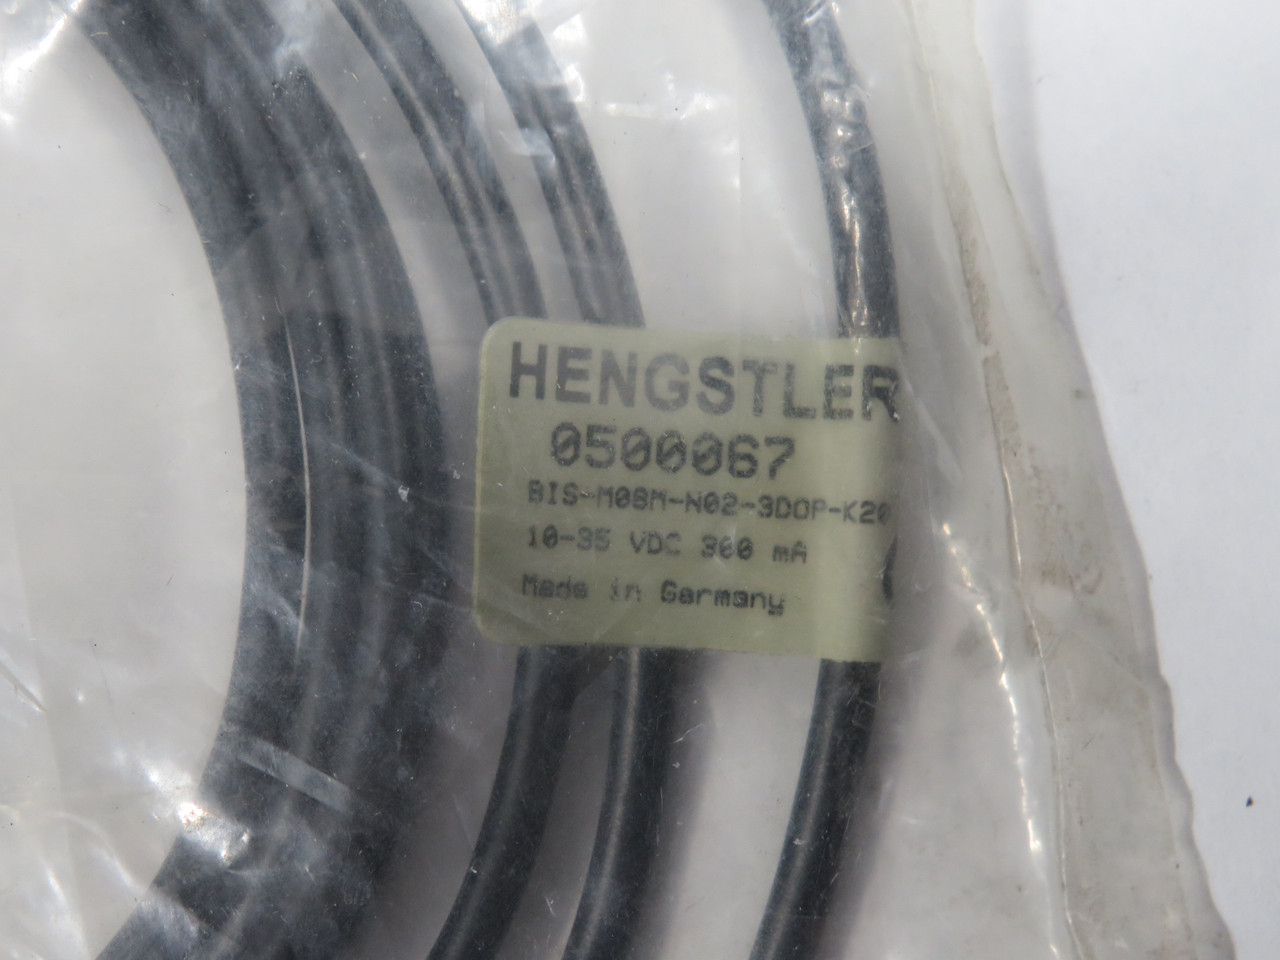 HENGSTLER
0500067
BIS-M08M-N02-3DOP-K20
10-35 VDC 300 mA
Made in Germany